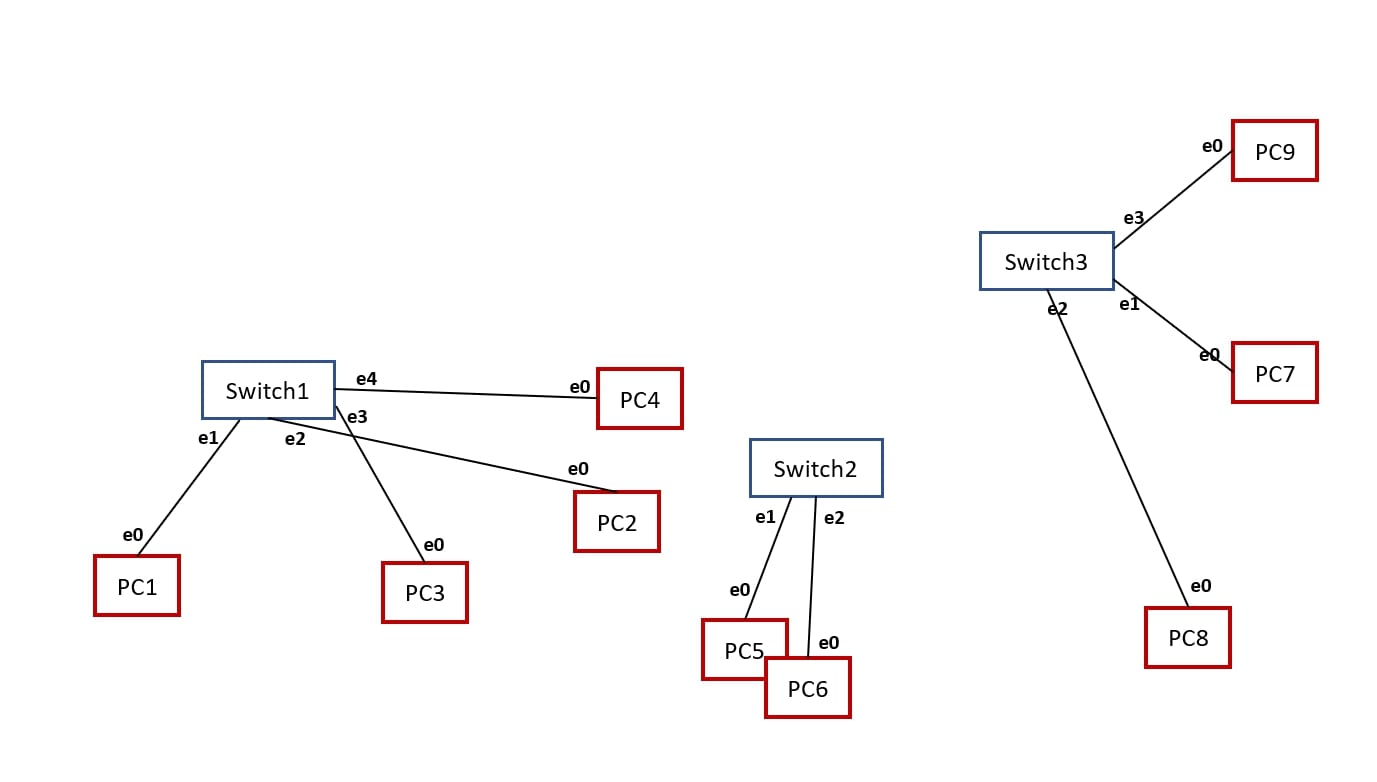 e0
PC9
e3
Switch3
e2
e1
e0
PC7
Switch1
e4
e0
PC4
e3
e1
e2
e0
PC2
Switch2
e1
e2
e0
PC1
e0
PC3
e0
PC5
e0
PC6
e0
PC8